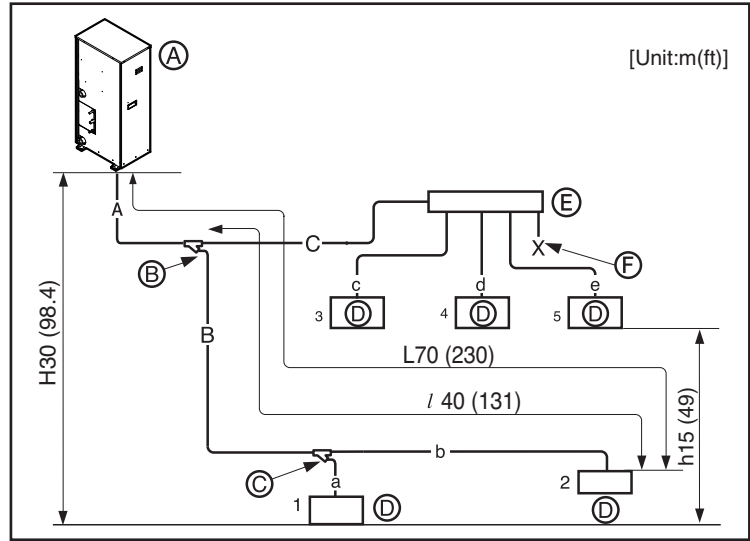 Ⓐ
[Unit:m(ft)]
A
Ⓔ
C
X
Ⓕ
Ⓑ
c
d
e
3 Ⓓ
4 Ⓓ
5 Ⓓ
B
H30 (98.4)
L70 (230)
l 40 (131)
h15 (49)
b
Ⓒ
a
2
1
Ⓓ
Ⓓ